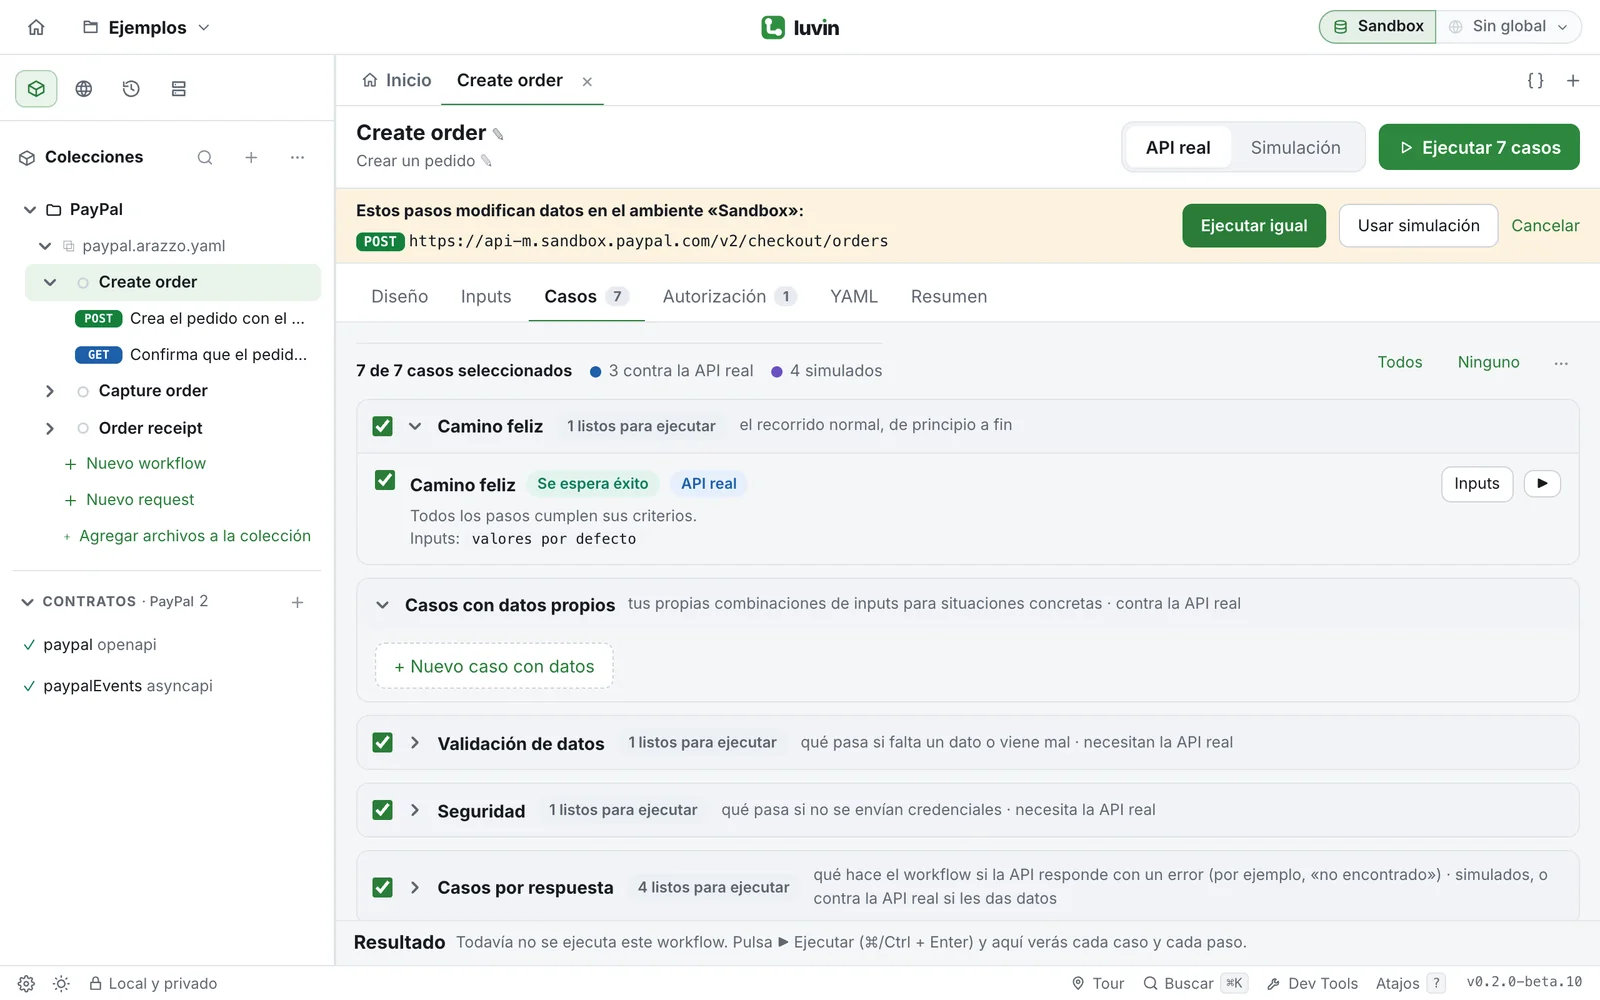 Ejemplos
luvin
Sandbox
Sin global
Inicio
Create order
Create order
Crear un pedido
API real
Simulación
Ejecutar 7 casos
Colecciones
PayPal
paypal.arazzo.yaml
Create order
POST Crea el pedido con el ...
GET Confirma que el pedid...
Capture order
Order receipt
+ Nuevo workflow
+ Nuevo request
+ Agregar archivos a la colección
CONTRATOS · PayPal 2
paypal openapi
paypalEvents asyncapi
Estos pasos modifican datos en el ambiente «Sandbox»:
POST https://api-m.sandbox.paypal.com/v2/checkout/orders
Ejecutar igual
Usar simulación
Cancelar
Diseño
Inputs
Casos 7
Autorización 1
YAML
Resumen
7 de 7 casos seleccionados
3 contra la API real
4 simulados
Todos
Ninguno
Camino feliz 1 listos para ejecutar el recorrido normal, de principio a fin
Camino feliz Se espera éxito API real
Inputs
Todos los pasos cumplen sus criterios.
Inputs: valores por defecto
Casos con datos propios tus propias combinaciones de inputs para situaciones concretas · contra la API real
+ Nuevo caso con datos
Validación de datos 1 listos para ejecutar qué pasa si falta un dato o viene mal · necesitan la API real
Seguridad 1 listos para ejecutar qué pasa si no se envían credenciales · necesita la API real
Casos por respuesta 4 listos para ejecutar qué hace el workflow si la API responde con un error (por ejemplo, «no encontrado») · simulados, o
contra la API real si les das datos
Resultado Todavía no se ejecuta este workflow. Pulsa ▶ Ejecutar (⌘/Ctrl + Enter) y aquí verás cada caso y cada paso.
Local y privado
Tour
Buscar ⌘K
Dev Tools
Atajos ?
v0.2.0-beta.10